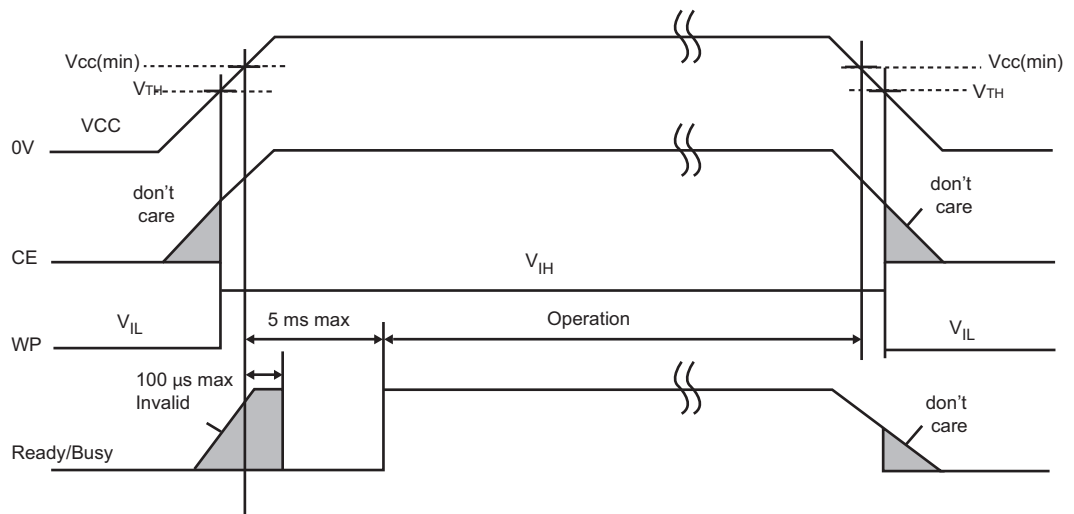 Vcc(min)
Vcc(min)
VTH
VTH
VCC
0V
don't
care
don't
care
CE
VIH
VIL
5 ms max
Operation
VIL
WP
100 µs max
Invalid
don't
care
Ready/Busy